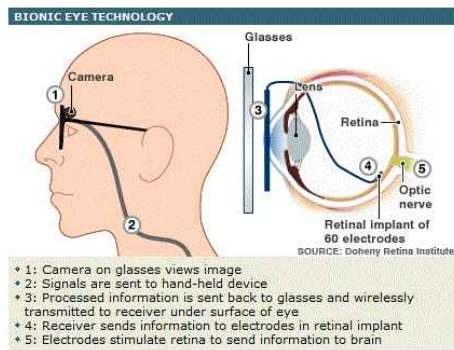 BIONIC EYE TECHNOLOGY
Glasses
1
Camera
3
Lens
Retina
4
5
Optic
nerve
2
Retinal implant of
60 electrodes
SOURCE: Doheny Retina Institute
1: Camera on glasses views image
2: Signals are sent to hand-held device
3: Processed information is sent back to glasses and wirelessly
transmitted to receiver under surface of eye
4: Receiver sends information to electrodes in retinal implant
5: Electrodes stimulate retina to send information to brain